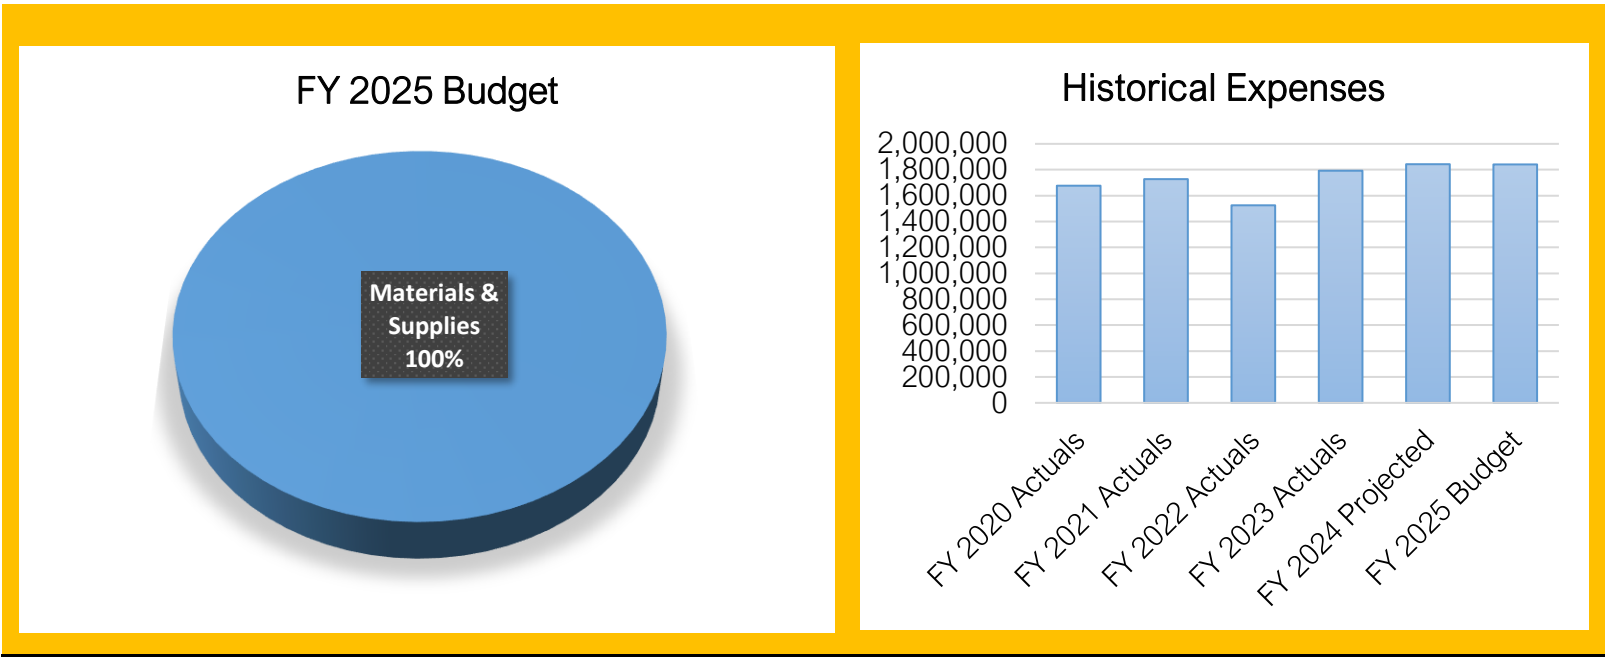 FY 2025 Budget
Materials &
Supplies
100%
Historical Expenses
2,000,000
1,800,000
1,600,000
1,400,000
1,200,000
1,000,000
800,000
600,000
400,000
200,000
0
FY 2020 Actuals
FY 2021 Actuals
FY 2022 Actuals
FY 2023 Actuals
FY 2024 Projected
FY 2025 Budget